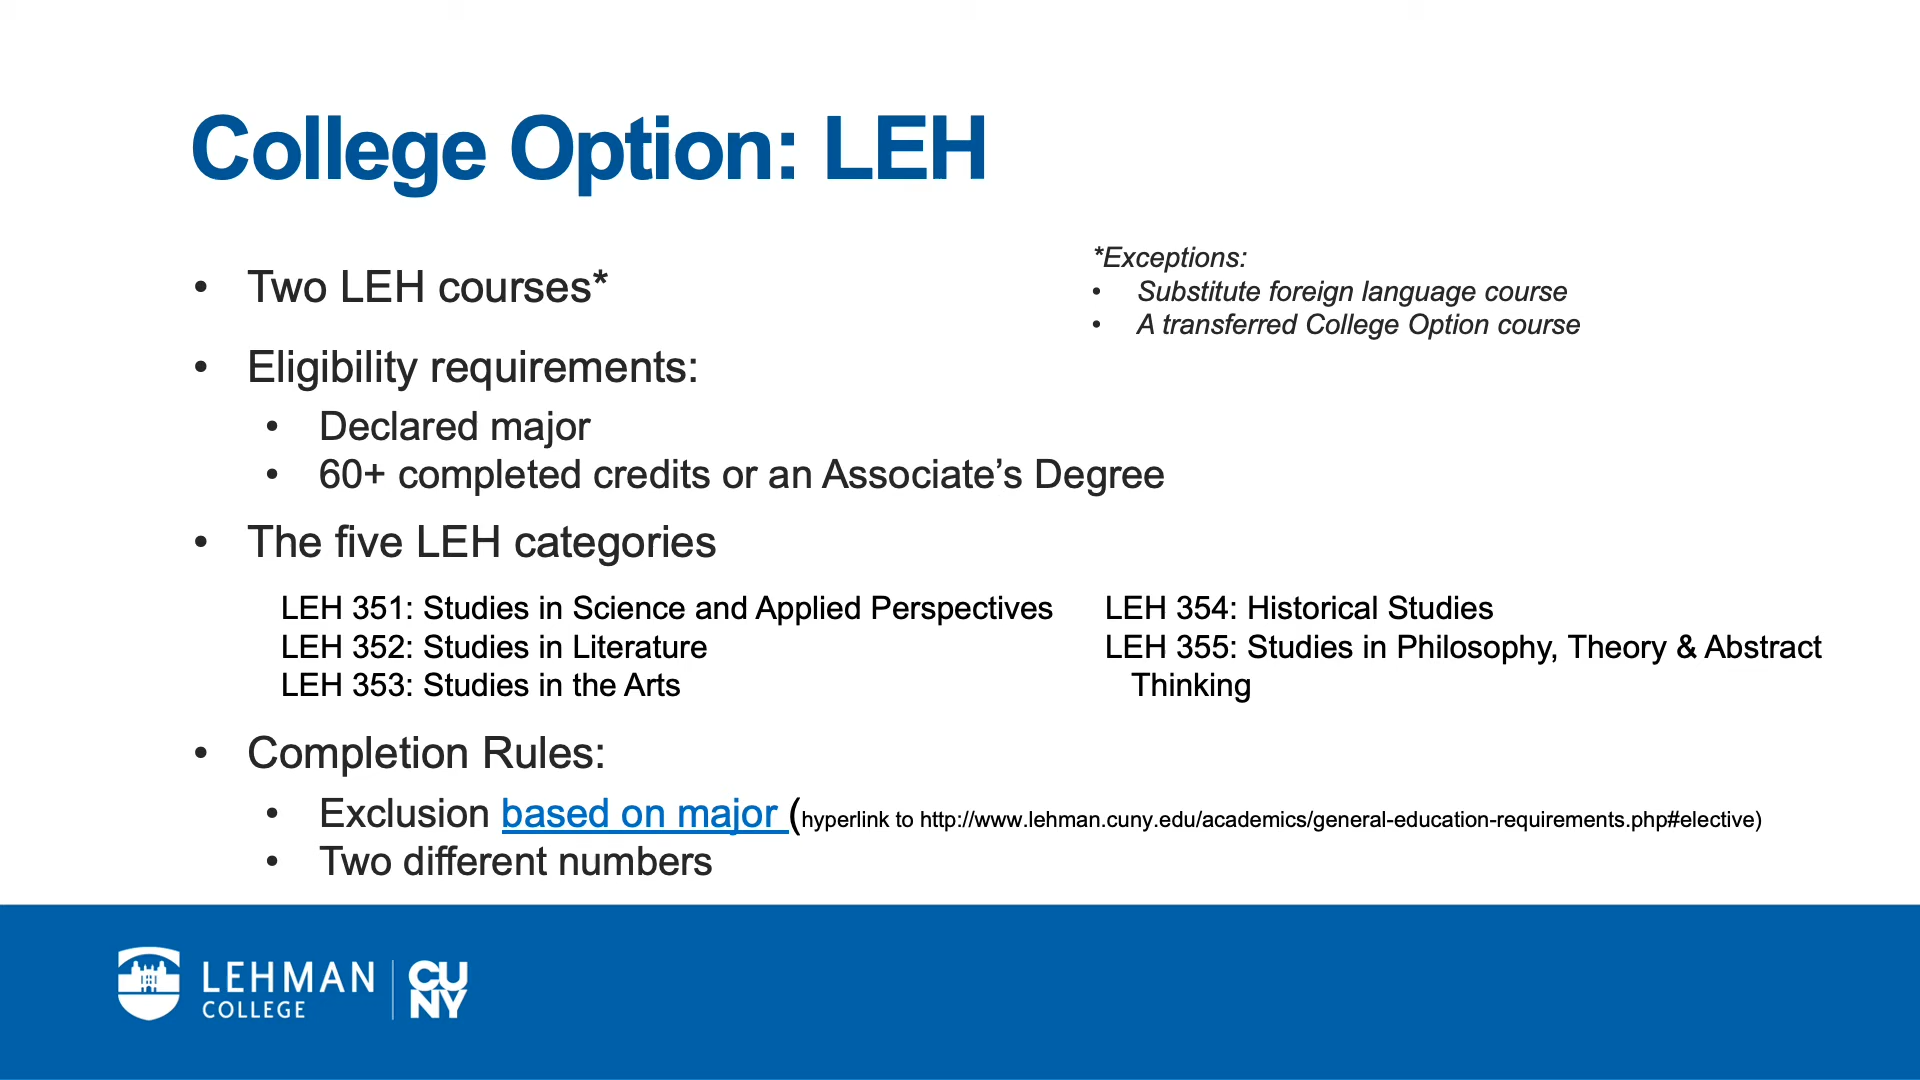 College Option: LEH
• Two LEH courses*
*Exceptions:
• Substitute foreign language course
• A transferred College Option course
• Eligibility requirements:
• Declared major
• 60+ completed credits or an Associate’s Degree
• The five LEH categories
LEH 351: Studies in Science and Applied Perspectives
LEH 352: Studies in Literature
LEH 353: Studies in the Arts
LEH 354: Historical Studies
LEH 355: Studies in Philosophy, Theory & Abstract
Thinking
• Completion Rules:
• Exclusion based on major (hyperlink to http://www.lehman.cuny.edu/academics/general-education-requirements.php#elective)
• Two different numbers
LEHMAN
COLLEGE
CU
NY